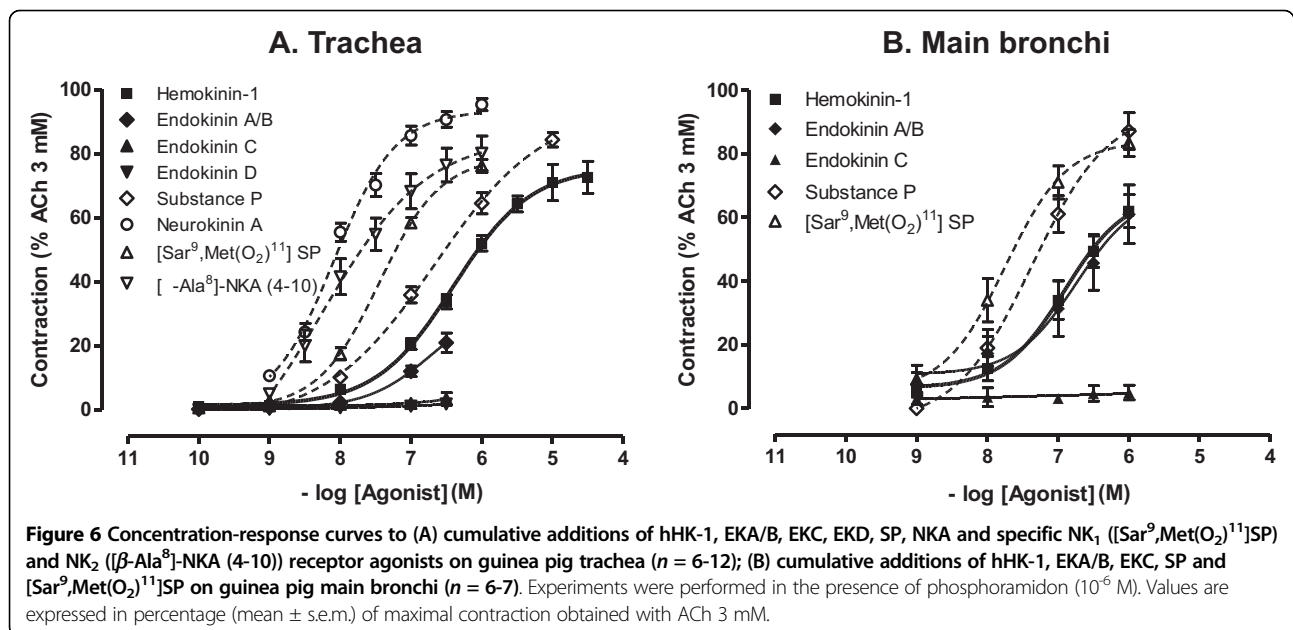 A. Trachea
Contraction (% ACh 3 mM)
100
80
60
40
20
0
Hemokinin-1
Endokinin A/B
Endokinin C
Endokinin D
Substance P
Neurokinin A
[Sar⁹,Met(O₂)¹¹] SP
[ -Ala⁸]-NKA (4-10)
11 10 9 8 7 6 5 4
- log [Agonist] (M)
B. Main bronchi
Contraction (% ACh 3 mM)
100
80
60
40
20
0
Hemokinin-1
Endokinin A/B
Endokinin C
Substance P
[Sar⁹,Met(O₂)¹¹] SP
11 10 9 8 7 6 5 4
- log [Agonist] (M)
Figure 6 Concentration-response curves to (A) cumulative additions of hHK-1, EKA/B, EKC, EKD, SP, NKA and specific NK₁ ([Sar⁹,Met(O₂)¹¹]SP)
and NK₂ ([β-Ala⁸]-NKA (4-10)) receptor agonists on guinea pig trachea (n = 6-12); (B) cumulative additions of hHK-1, EKA/B, EKC, SP and
[Sar⁹,Met(O₂)¹¹]SP on guinea pig main bronchi (n = 6-7). Experiments were performed in the presence of phosphoramidon (10⁻⁶ M). Values are
expressed in percentage (mean ± s.e.m.) of maximal contraction obtained with ACh 3 mM.